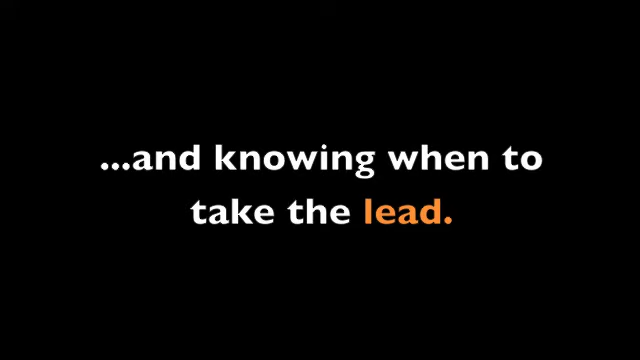 ...and knowing when to
take the lead.